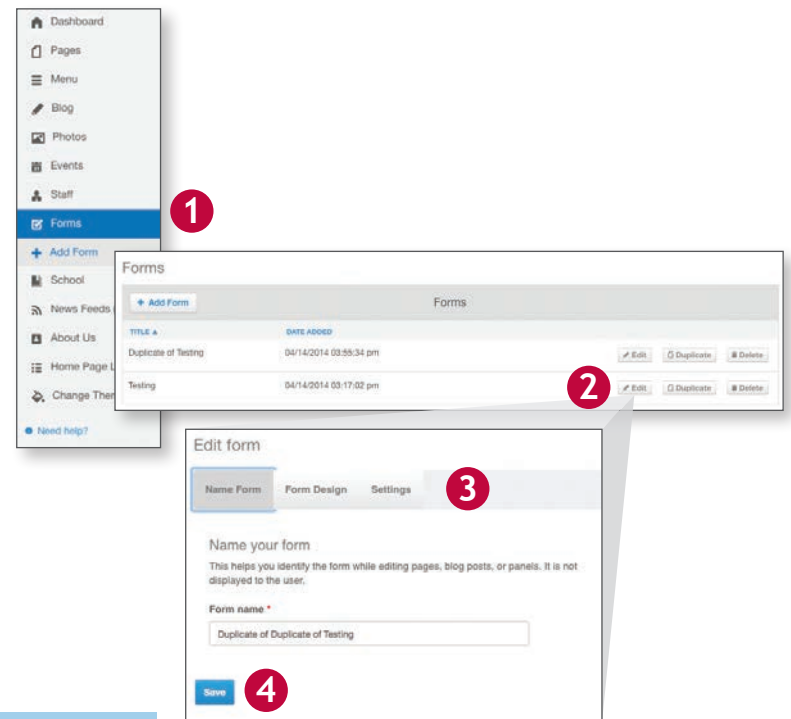 Dashboard
Pages
Menu
Blog
Photos
Events
Staff
Forms
1
+ Add Form
School
News Feeds
About Us
Home Page L
Change Ther
Need help?
Forms
+ Add Form Forms
TITLE ▲ DATE ADDED
Duplicate of Testing 04/14/2014 03:55:34 pm Edit Duplicate Delete
Testing 04/14/2014 03:17:02 pm 2 Edit Duplicate Delete
Edit form
Name Form Form Design Settings 3
Name your form
This helps you identify the form while editing pages, blog posts, or panels. It is not
displayed to the user.
Form name *
Duplicate of Duplicate of Testing
Save 4